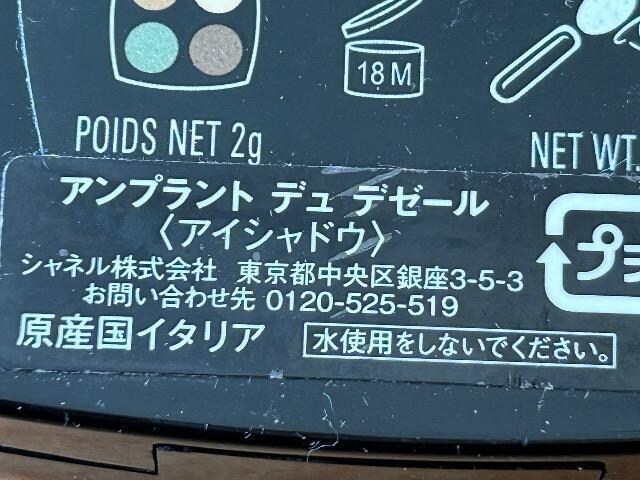 18 M
POIDS NET 2g
NET WT.
アンプラント デュ デゼール
〈アイシャドウ〉
シャネル株式会社 東京都中央区銀座3-5-3
お問い合わせ先 0120-525-519
原産国イタリア
水使用をしないでください。
プラ